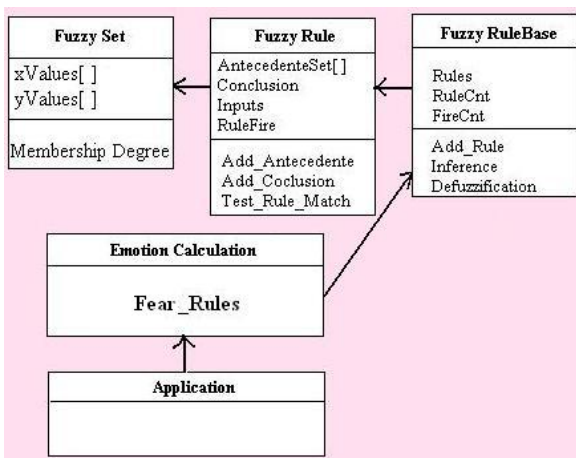 Fuzzy Set
xValues[ ]
yValues[ ]
Membership Degree
Fuzzy Rule
AntecedenteSet[ ]
Conclusion
Inputs
RuleFire
Add_Antecedente
Add_Coclusion
Test_Rule_Match
Fuzzy RuleBase
Rules
RuleCnt
FireCnt
Add_Rule
Inference
Defuzzification
Emotion Calculation
Fear_Rules
Application